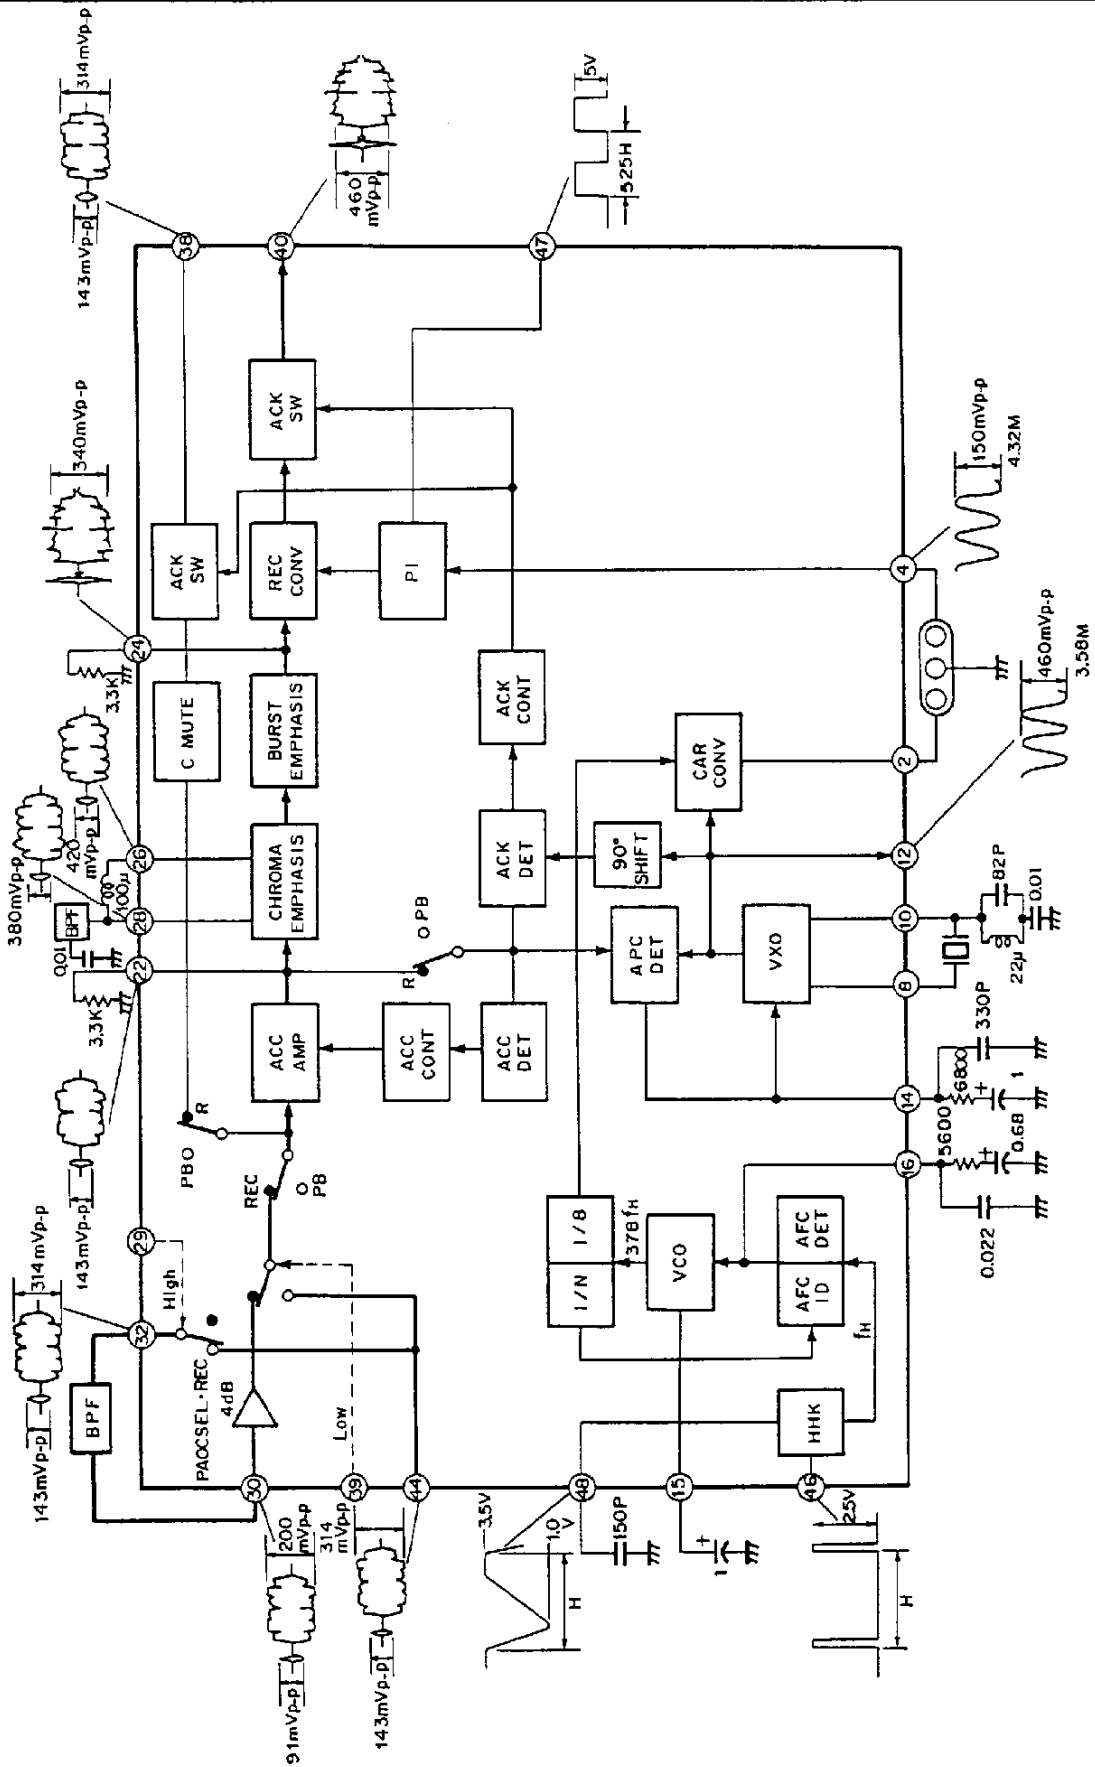 143mVp-p
314mVp-p
143mVp-p
3.3K
0.01
BPF
380mVp-p
100μ
420
mVp-p
3.3K
340mVp-p
143mVp-p
314mVp-p
BPF
32
29
22
28
26
24
38
High
PAOCSEL·REC
4dB
REC
PB
PBO
R
ACC
AMP
CHROMA
EMPHASIS
BURST
EMPHASIS
C MUTE
ACK
SW
REC
CONV
ACK
SW
40
460
mVp-p
30
200
mVp-p
91mVp-p
39
Low
314
mVp-p
44
143mVp-p
R
PB
ACC
CONT
ACC
DET
ACK
DET
ACK
CONT
PI
47
5V
525H
48
3.5V
1.0
V
H
150P
15
1
46
2.5V
H
HHK
fH
1/N
1/8
378fH
VCO
AFC
ID
AFC
DET
APC
DET
90°
SHIFT
VXO
CAR
CONV
16
14
8
10
12
2
4
0.022
5600
0.68
6800
1
330P
22μ
82P
0.01
460mVp-p
3.58M
150mVp-p
4.32M